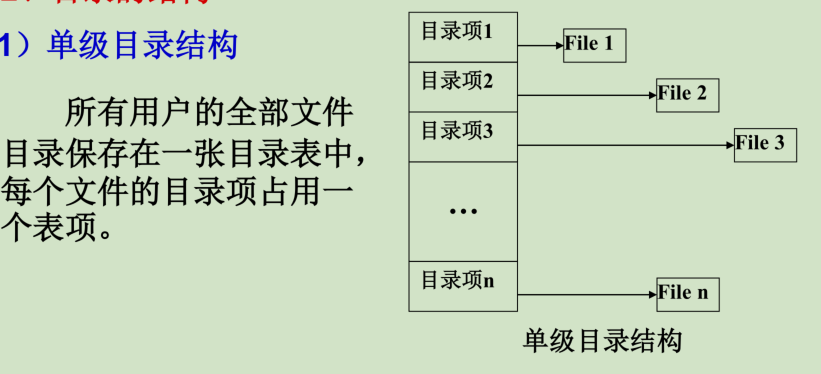 1）单级目录结构
所有用户的全部文件
目录保存在一张目录表中，
每个文件的目录项占用一
个表项。
目录项1
File 1
目录项2
File 2
目录项3
File 3
…
目录项n
File n
单级目录结构